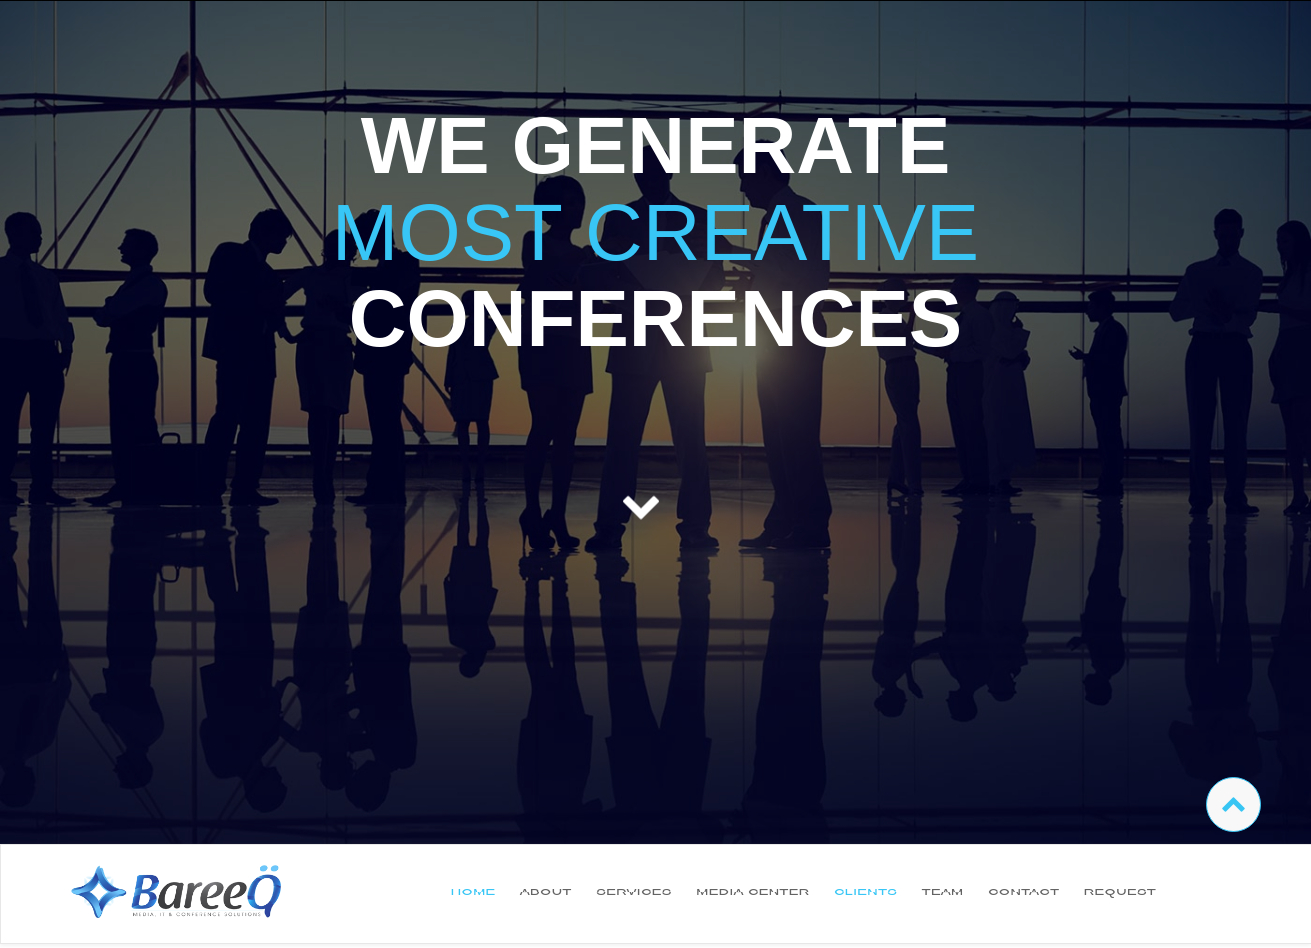 WE GENERATE
MOST CREATIVE
CONFERENCES
BareeQ
MEDIA, IT & CONFERENCE SOLUTIONS
HOME ABOUT SERVICES MEDIA CENTER CLIENTS TEAM CONTACT REQUEST